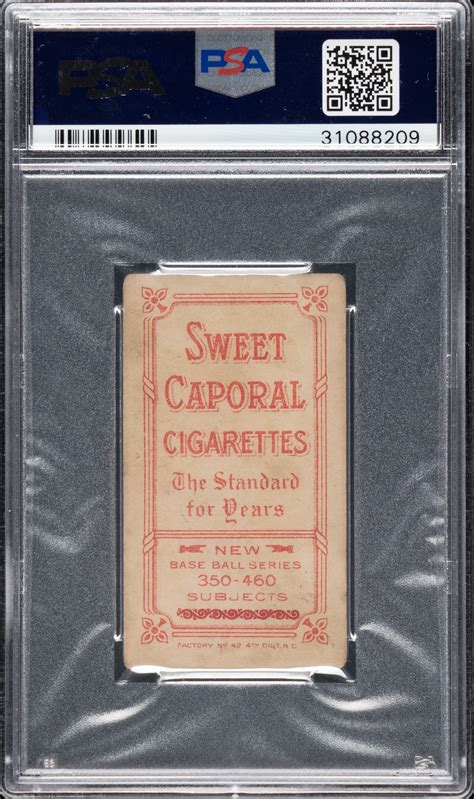 PSA
PSA
31088209
SWEET
CAPORAL
CIGARETTES
The Standard
for Years
NEW
BASE BALL SERIES
350-460
SUBJECTS
FACTORY NO 42 4TH DIST. N.C.
PSA